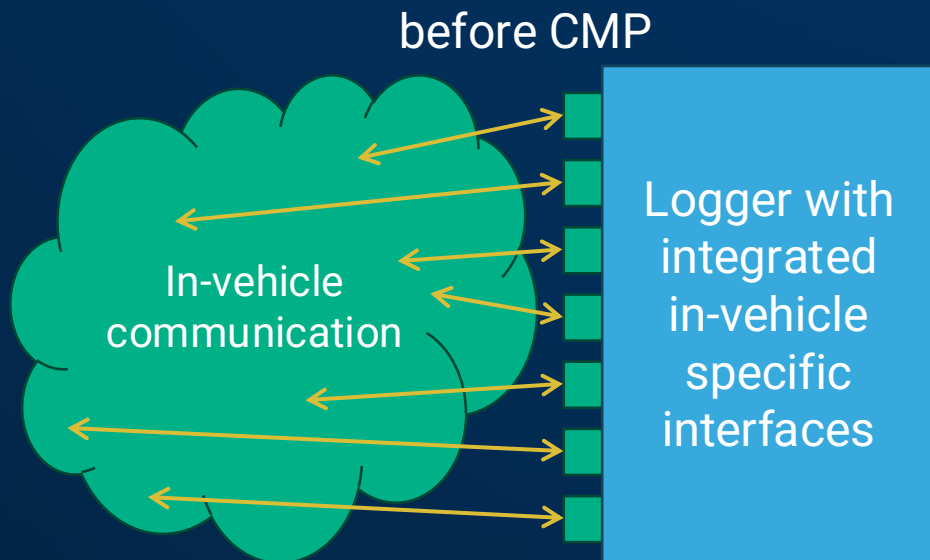 before CMP
In-vehicle
communication
Logger with
integrated
in-vehicle
specific
interfaces